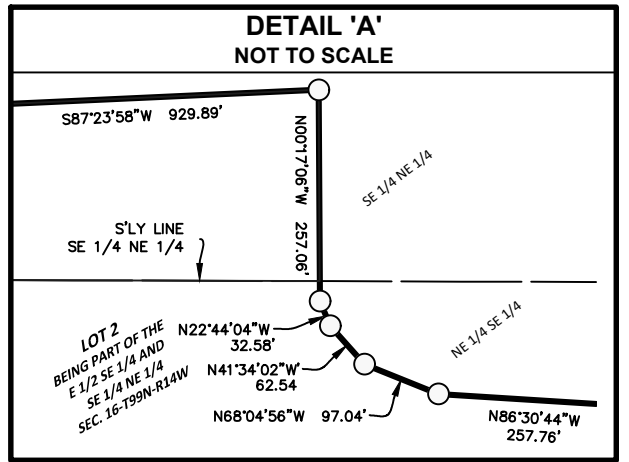 DETAIL 'A'
NOT TO SCALE
S87°23'58"W 929.89'
N00°17'06"W 257.06'
SE 1/4 NE 1/4
S'LY LINE
SE 1/4 NE 1/4
LOT 2
BEING PART OF THE
E 1/2 SE 1/4 AND
SE 1/4 NE 1/4
SEC. 16-T99N-R14W
N22°44'04"W
32.58'
N41°34'02"W'
62.54
N68°04'56"W 97.04'
NE 1/4 SE 1/4
N86°30'44"W
257.76'